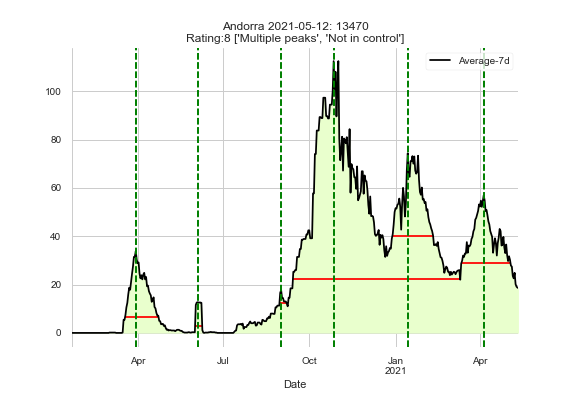 Andorra 2021-05-12: 13470
Rating:8 ['Multiple peaks', 'Not in control']
Average-7d
100
80
60
40
20
0
Apr
Jul
Oct
Jan
2021
Apr
Date